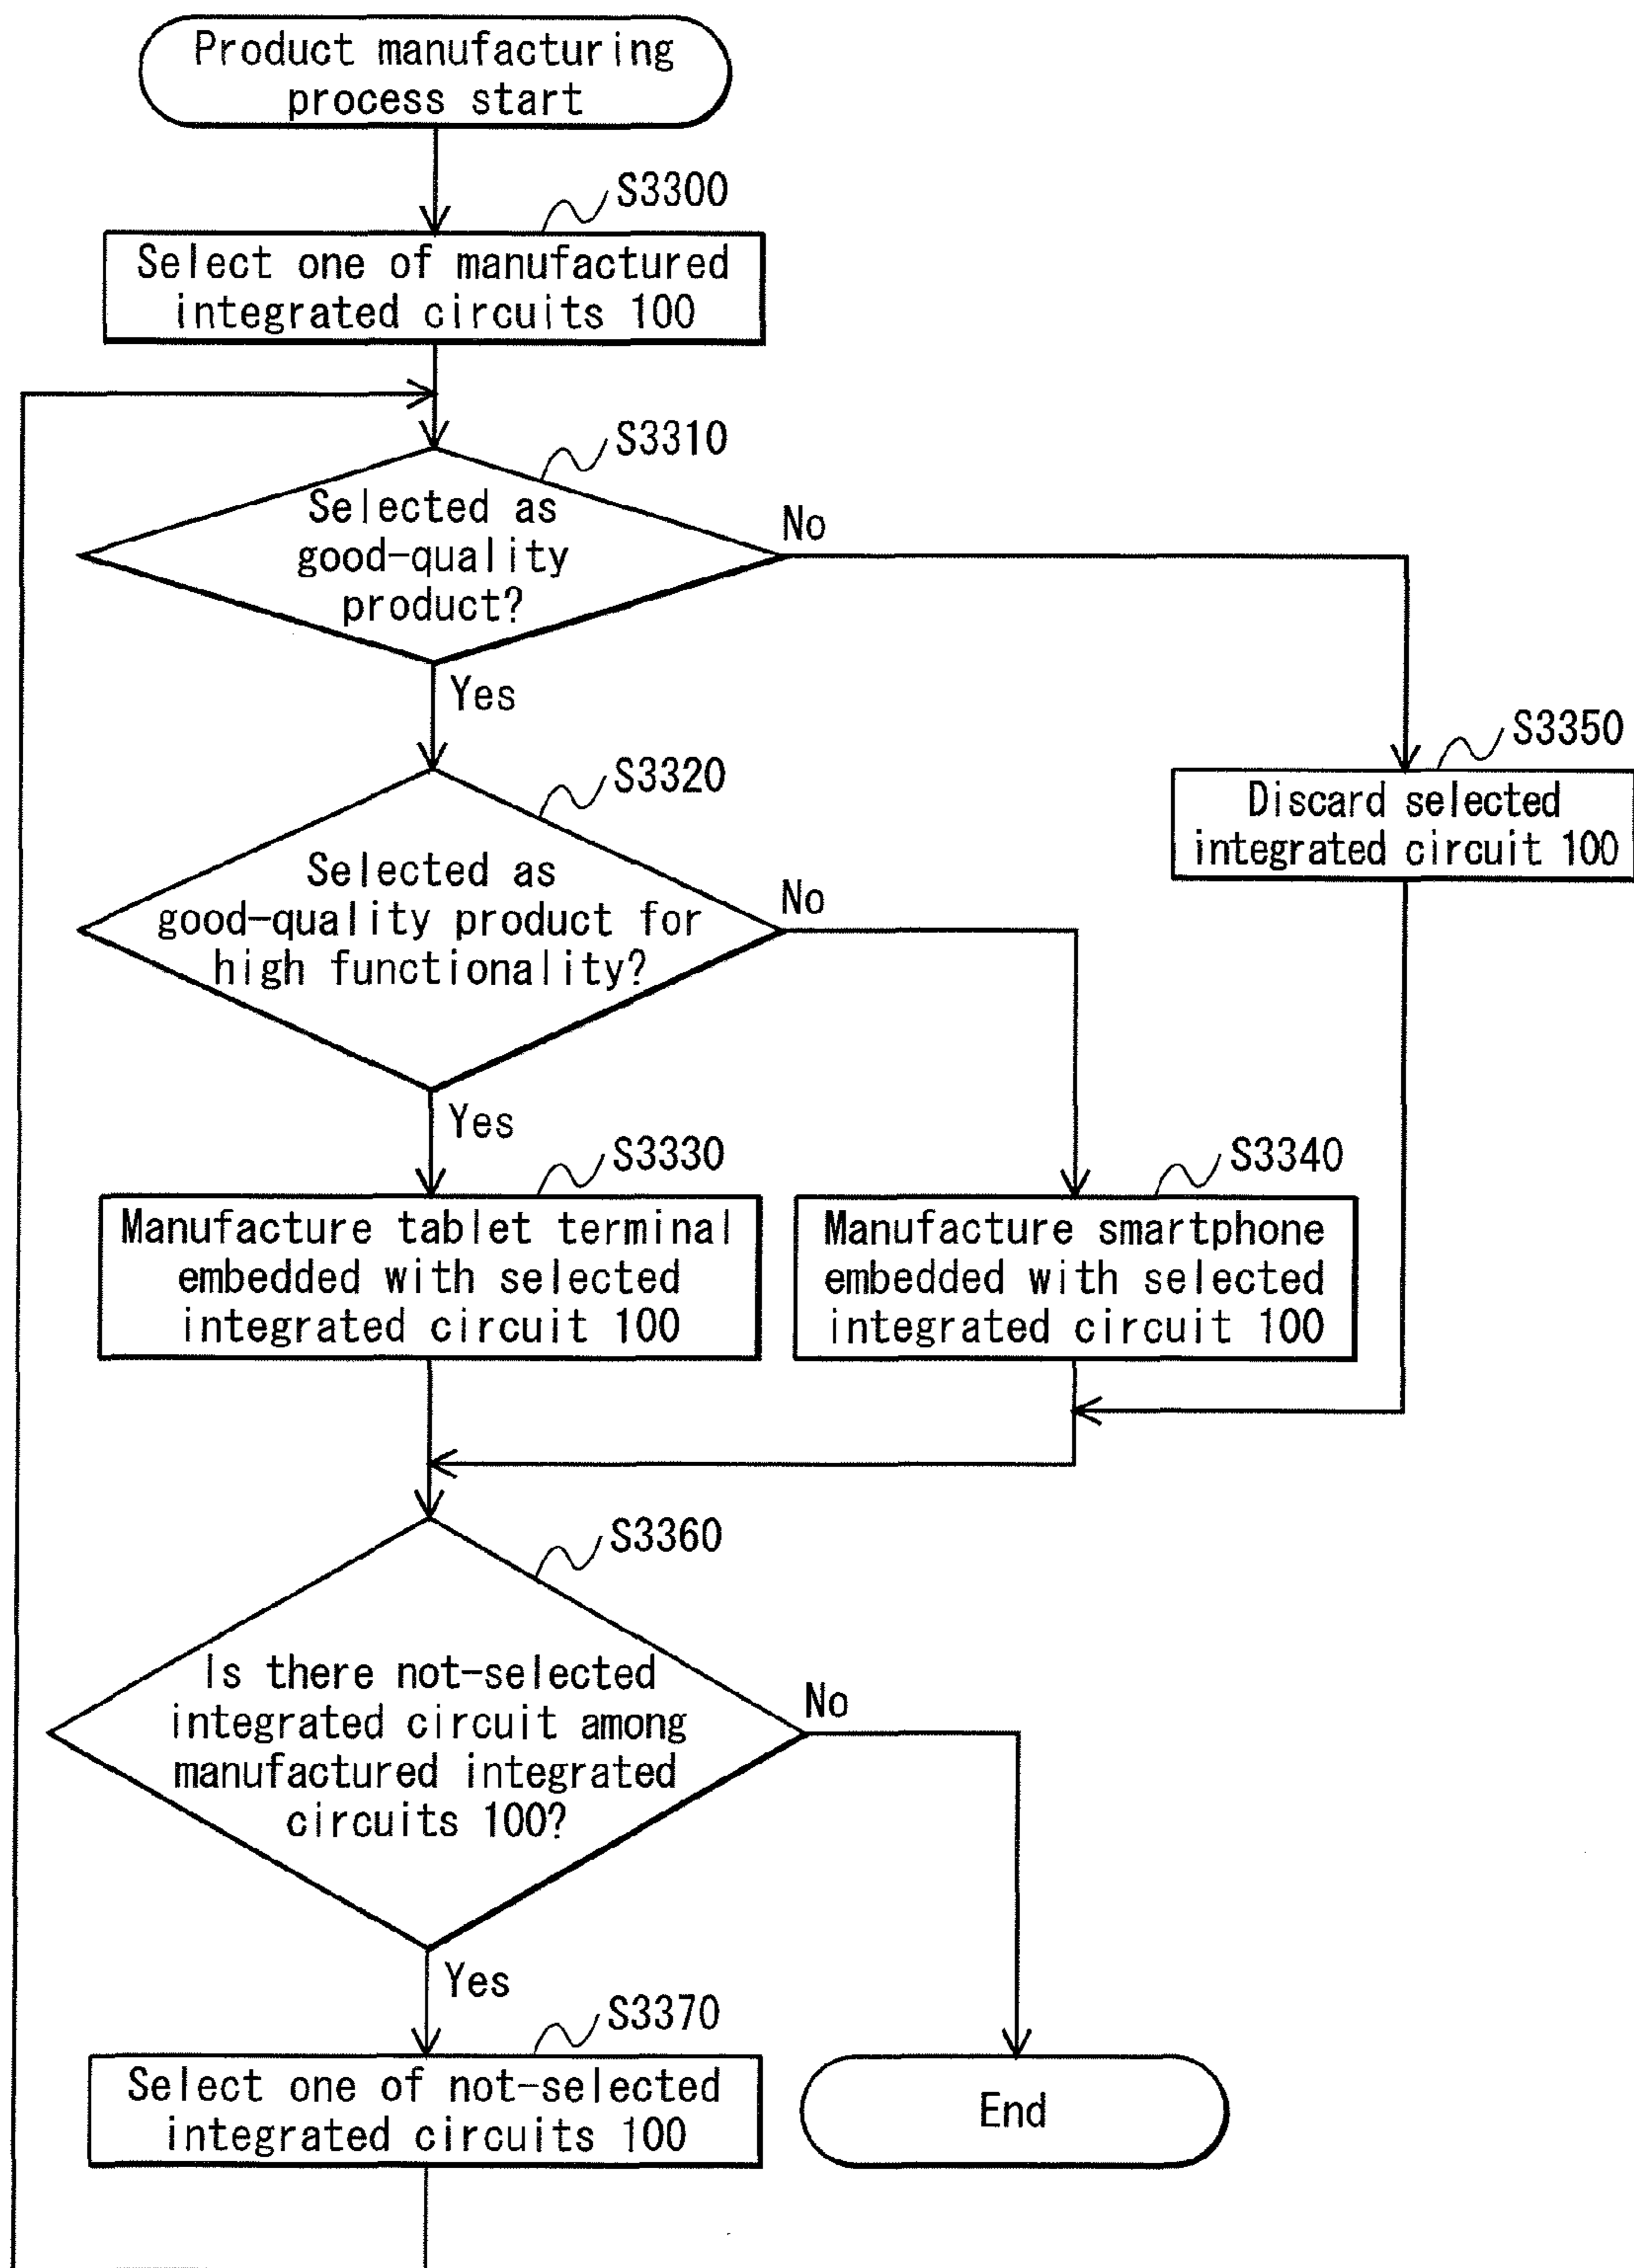 Product manufacturing
process start
S3300
Select one of manufactured
integrated circuits 100
S3310
Selected as
good-quality
product?
No
Yes
S3350
Discard selected
integrated circuit 100
S3320
Selected as
good-quality product for
high functionality?
No
Yes
S3330
Manufacture tablet terminal
embedded with selected
integrated circuit 100
S3340
Manufacture smartphone
embedded with selected
integrated circuit 100
S3360
Is there not-selected
integrated circuit among
manufactured integrated
circuits 100?
No
Yes
S3370
Select one of not-selected
integrated circuits 100
End